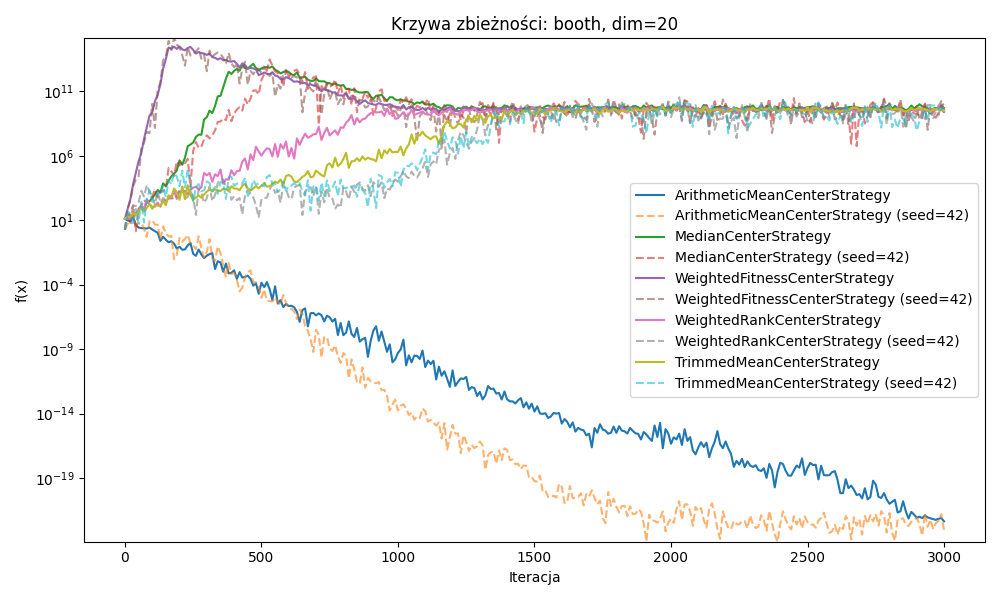 Krzywa zbieżności: booth, dim=20
f(x)
10^11
10^6
10^1
10^−4
10^−9
10^−14
10^−19
ArithmeticMeanCenterStrategy
ArithmeticMeanCenterStrategy (seed=42)
MedianCenterStrategy
MedianCenterStrategy (seed=42)
WeightedFitnessCenterStrategy
WeightedFitnessCenterStrategy (seed=42)
WeightedRankCenterStrategy
WeightedRankCenterStrategy (seed=42)
TrimmedMeanCenterStrategy
TrimmedMeanCenterStrategy (seed=42)
0 500 1000 1500 2000 2500 3000
Iteracja